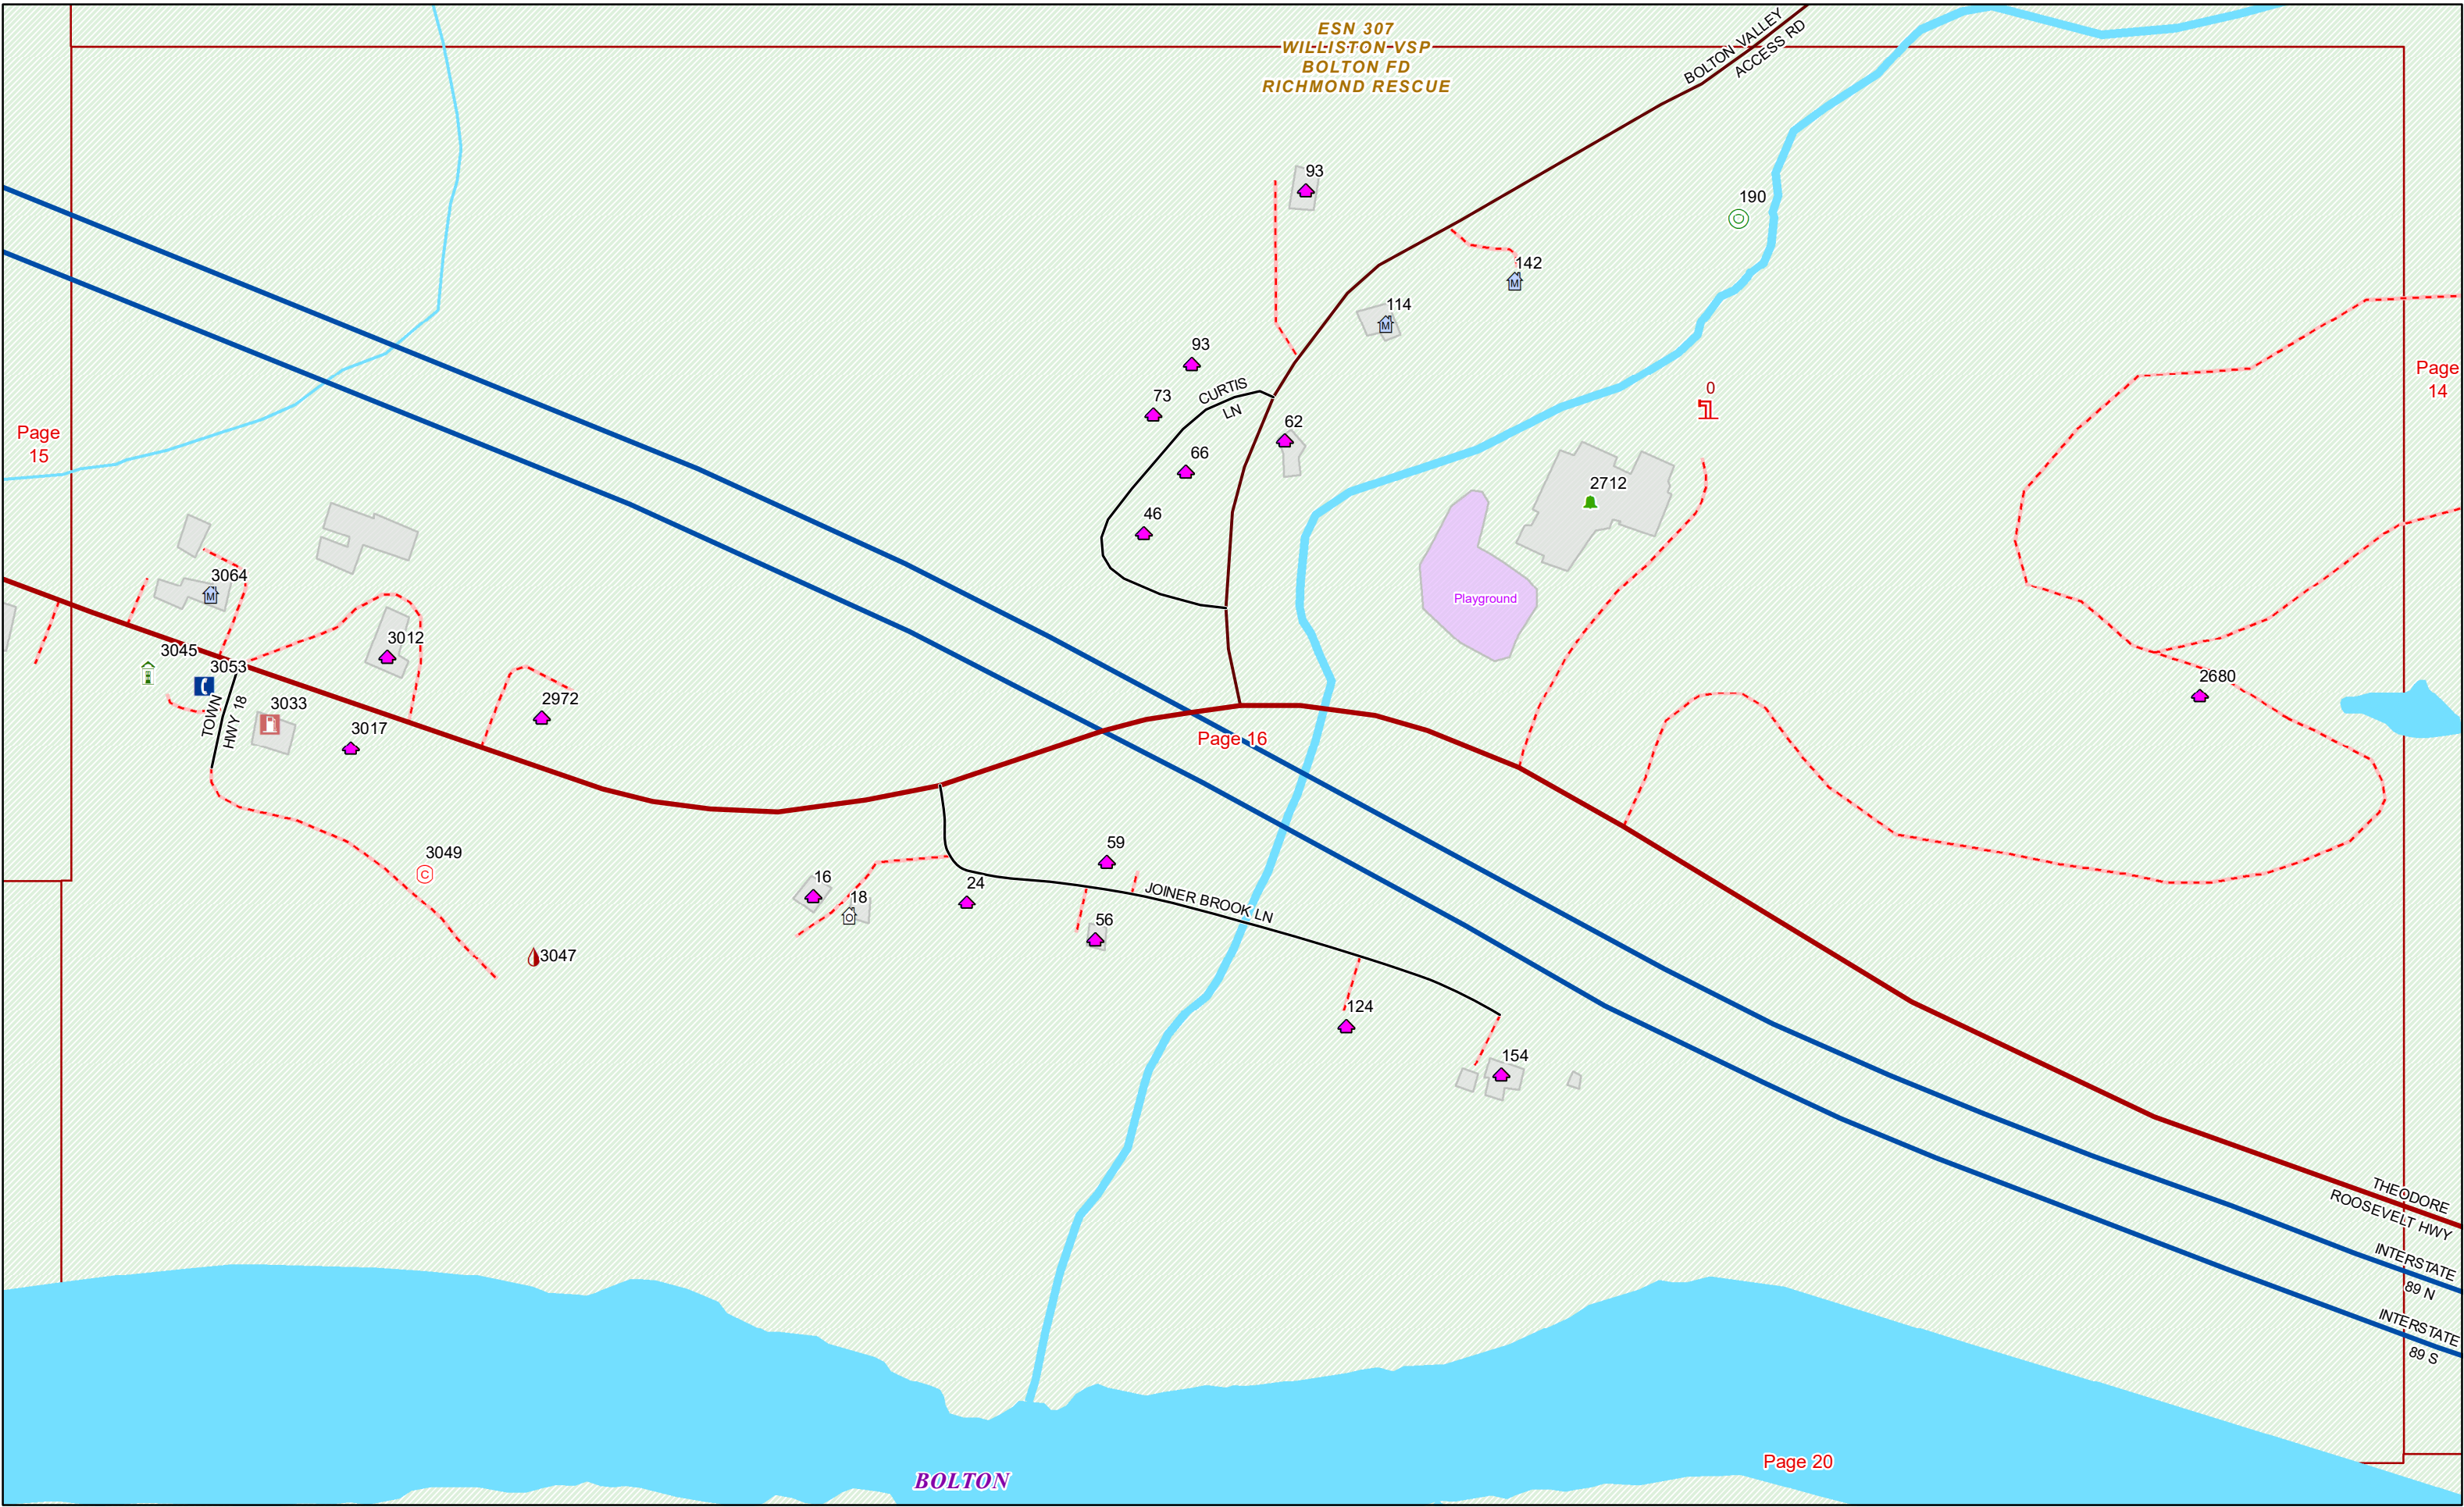 ESN 307
WILLISTON VSP
BOLTON FD
RICHMOND RESCUE
BOLTON VALLEY
ACCESS RD
93
190
142
114
93
73
CURTIS
LN
62
66
46
0
2712
Playground
Page
14
Page
15
3064
3045
3053
3012
2972
3033
3017
TOWN
HWY 18
2680
Page 16
3049
3047
16
18
24
59
56
JOINER BROOK LN
124
154
THEODORE
ROOSEVELT HWY
INTERSTATE
89 N
INTERSTATE
89 S
BOLTON
Page 20
M
M
M
C